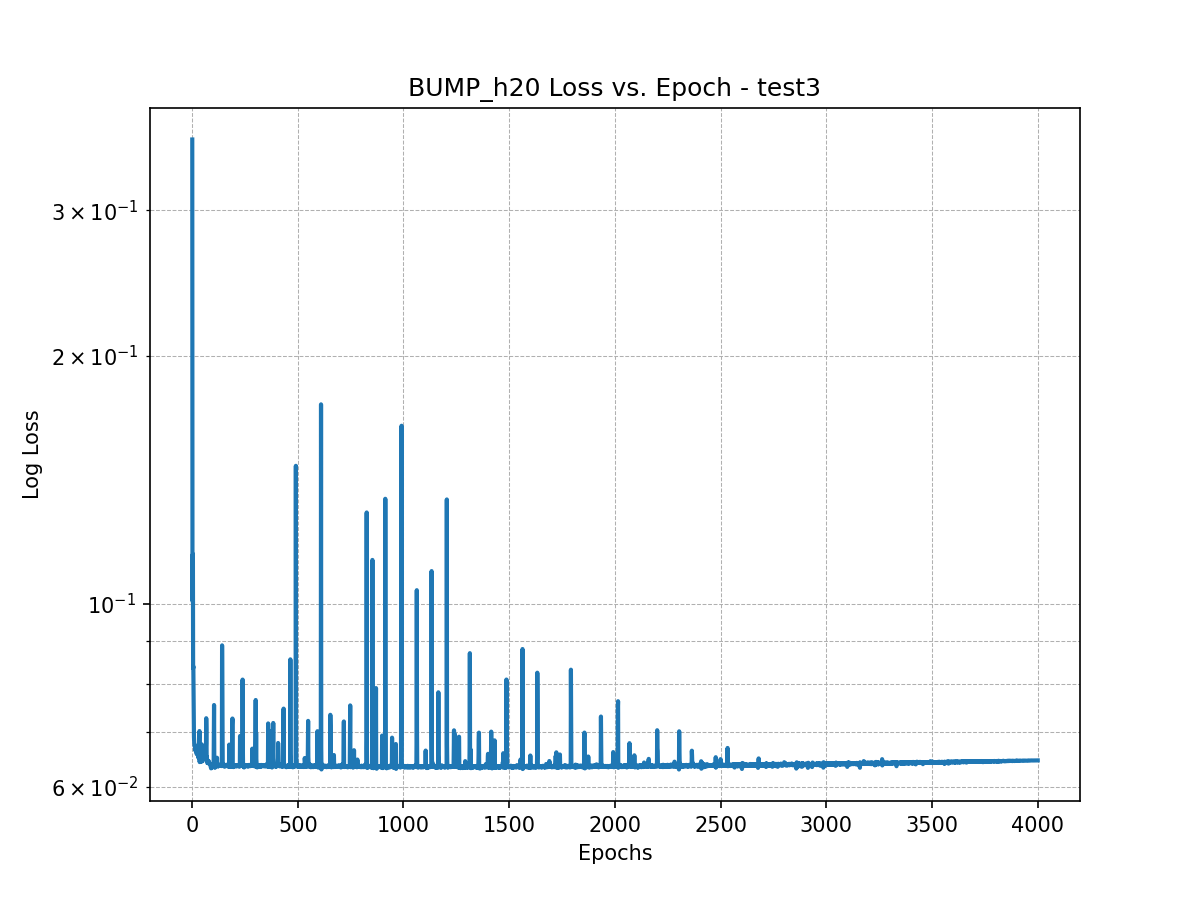 BUMP_h20 Loss vs. Epoch - test3
Log Loss
3 × 10⁻¹
2 × 10⁻¹
10⁻¹
6 × 10⁻²
0 500 1000 1500 2000 2500 3000 3500 4000
Epochs